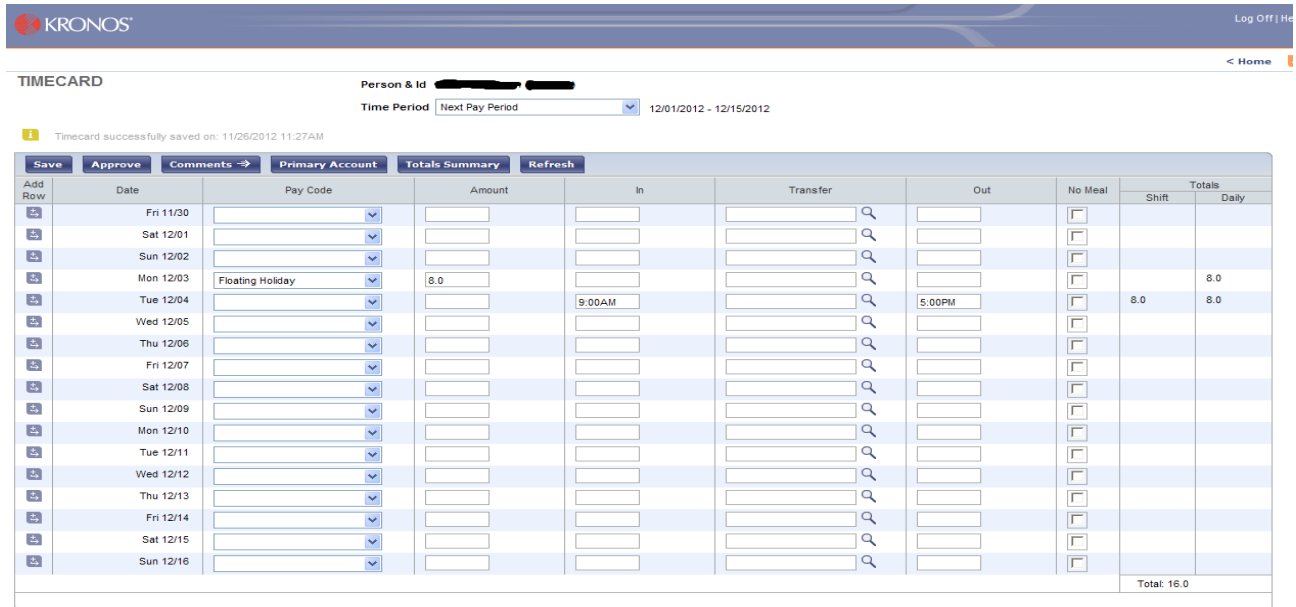 KRONOS
Log Off | He
< Home
TIMECARD
Person & Id
Time Period Next Pay Period 12/01/2012 - 12/15/2012
i Timecard successfully saved on: 11/26/2012 11:27AM
Save Approve Comments Primary Account Totals Summary Refresh
Add Row Date Pay Code Amount In Transfer Out No Meal Totals
Shift Daily
Fri 11/30
Sat 12/01
Sun 12/02
Mon 12/03 Floating Holiday 8.0 8.0
Tue 12/04 9:00AM 5:00PM 8.0 8.0
Wed 12/05
Thu 12/06
Fri 12/07
Sat 12/08
Sun 12/09
Mon 12/10
Tue 12/11
Wed 12/12
Thu 12/13
Fri 12/14
Sat 12/15
Sun 12/16
Total: 16.0